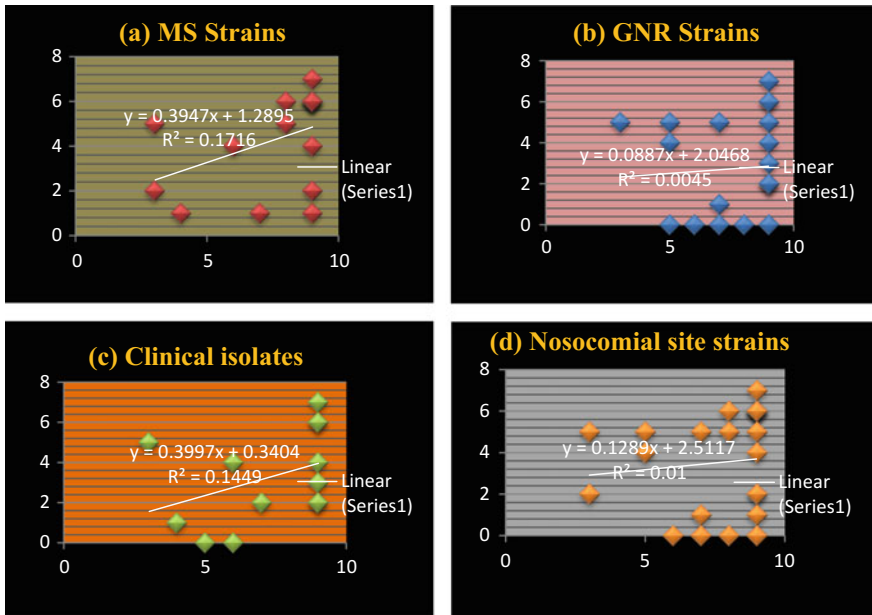 (a) MS Strains
8
6
4
2
0
y = 0.3947x + 1.2895
R² = 0.1716
Linear
(Series1)
0 5 10
(b) GNR Strains
8
6
4
2
0
y = 0.0887x + 2.0468
R² = 0.0045
Linear
(Series1)
0 5 10
(c) Clinical isolates
8
6
4
2
0
y = 0.3997x + 0.3404
R² = 0.1449
Linear
(Series1)
0 5 10
(d) Nosocomial site strains
8
6
4
2
0
y = 0.1289x + 2.5117
R² = 0.01
Linear
(Series1)
0 5 10